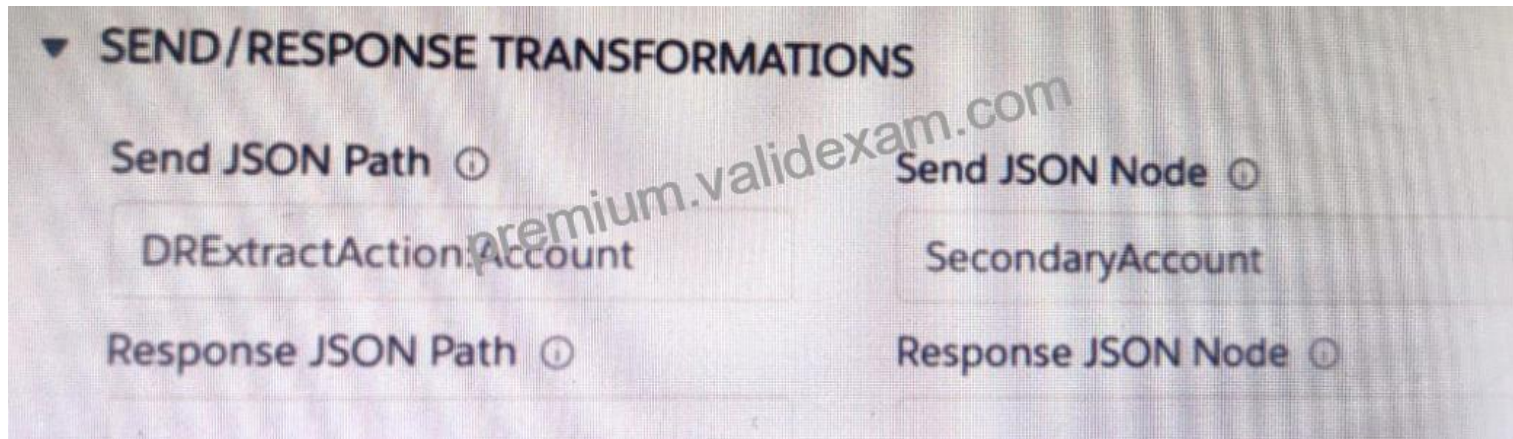 SEND/RESPONSE TRANSFORMATIONS
Send JSON Path
Send JSON Node
premium.validexam.com
DRExtractAction:Account
SecondaryAccount
Response JSON Path
Response JSON Node